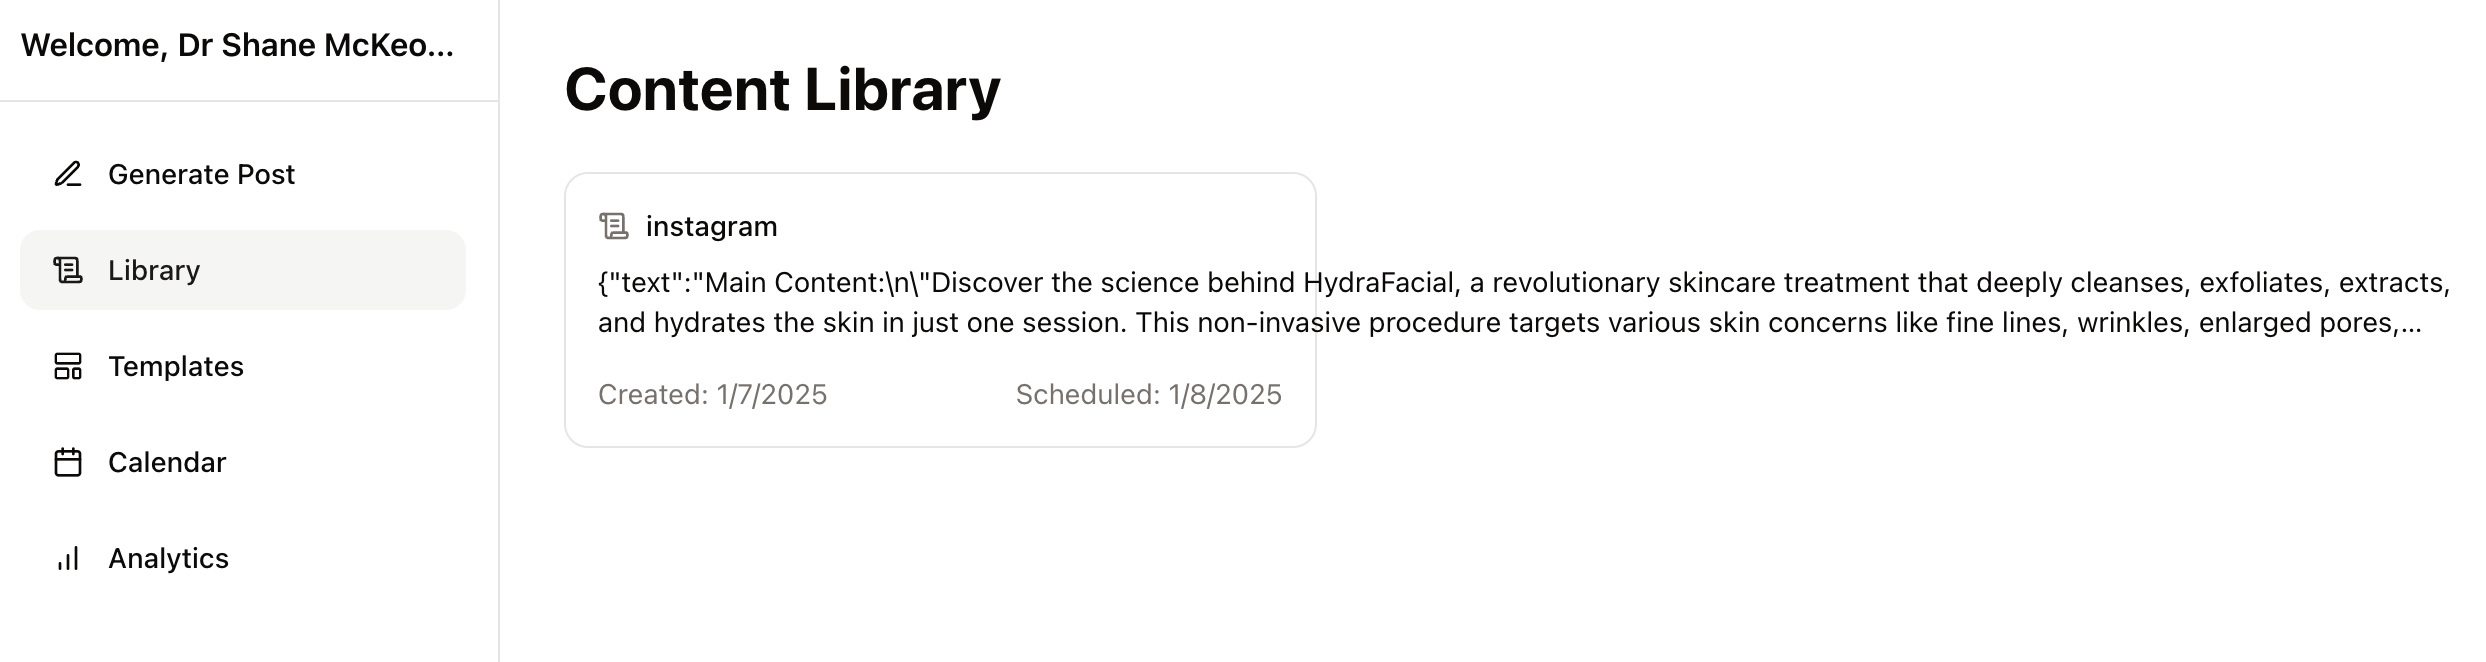 Welcome, Dr Shane McKeo...
Generate Post
Library
Templates
Calendar
Analytics
Content Library
instagram
{"text":"Main Content:\n\"Discover the science behind HydraFacial, a revolutionary skincare treatment that deeply cleanses, exfoliates, extracts,
and hydrates the skin in just one session. This non-invasive procedure targets various skin concerns like fine lines, wrinkles, enlarged pores,...
Created: 1/7/2025
Scheduled: 1/8/2025